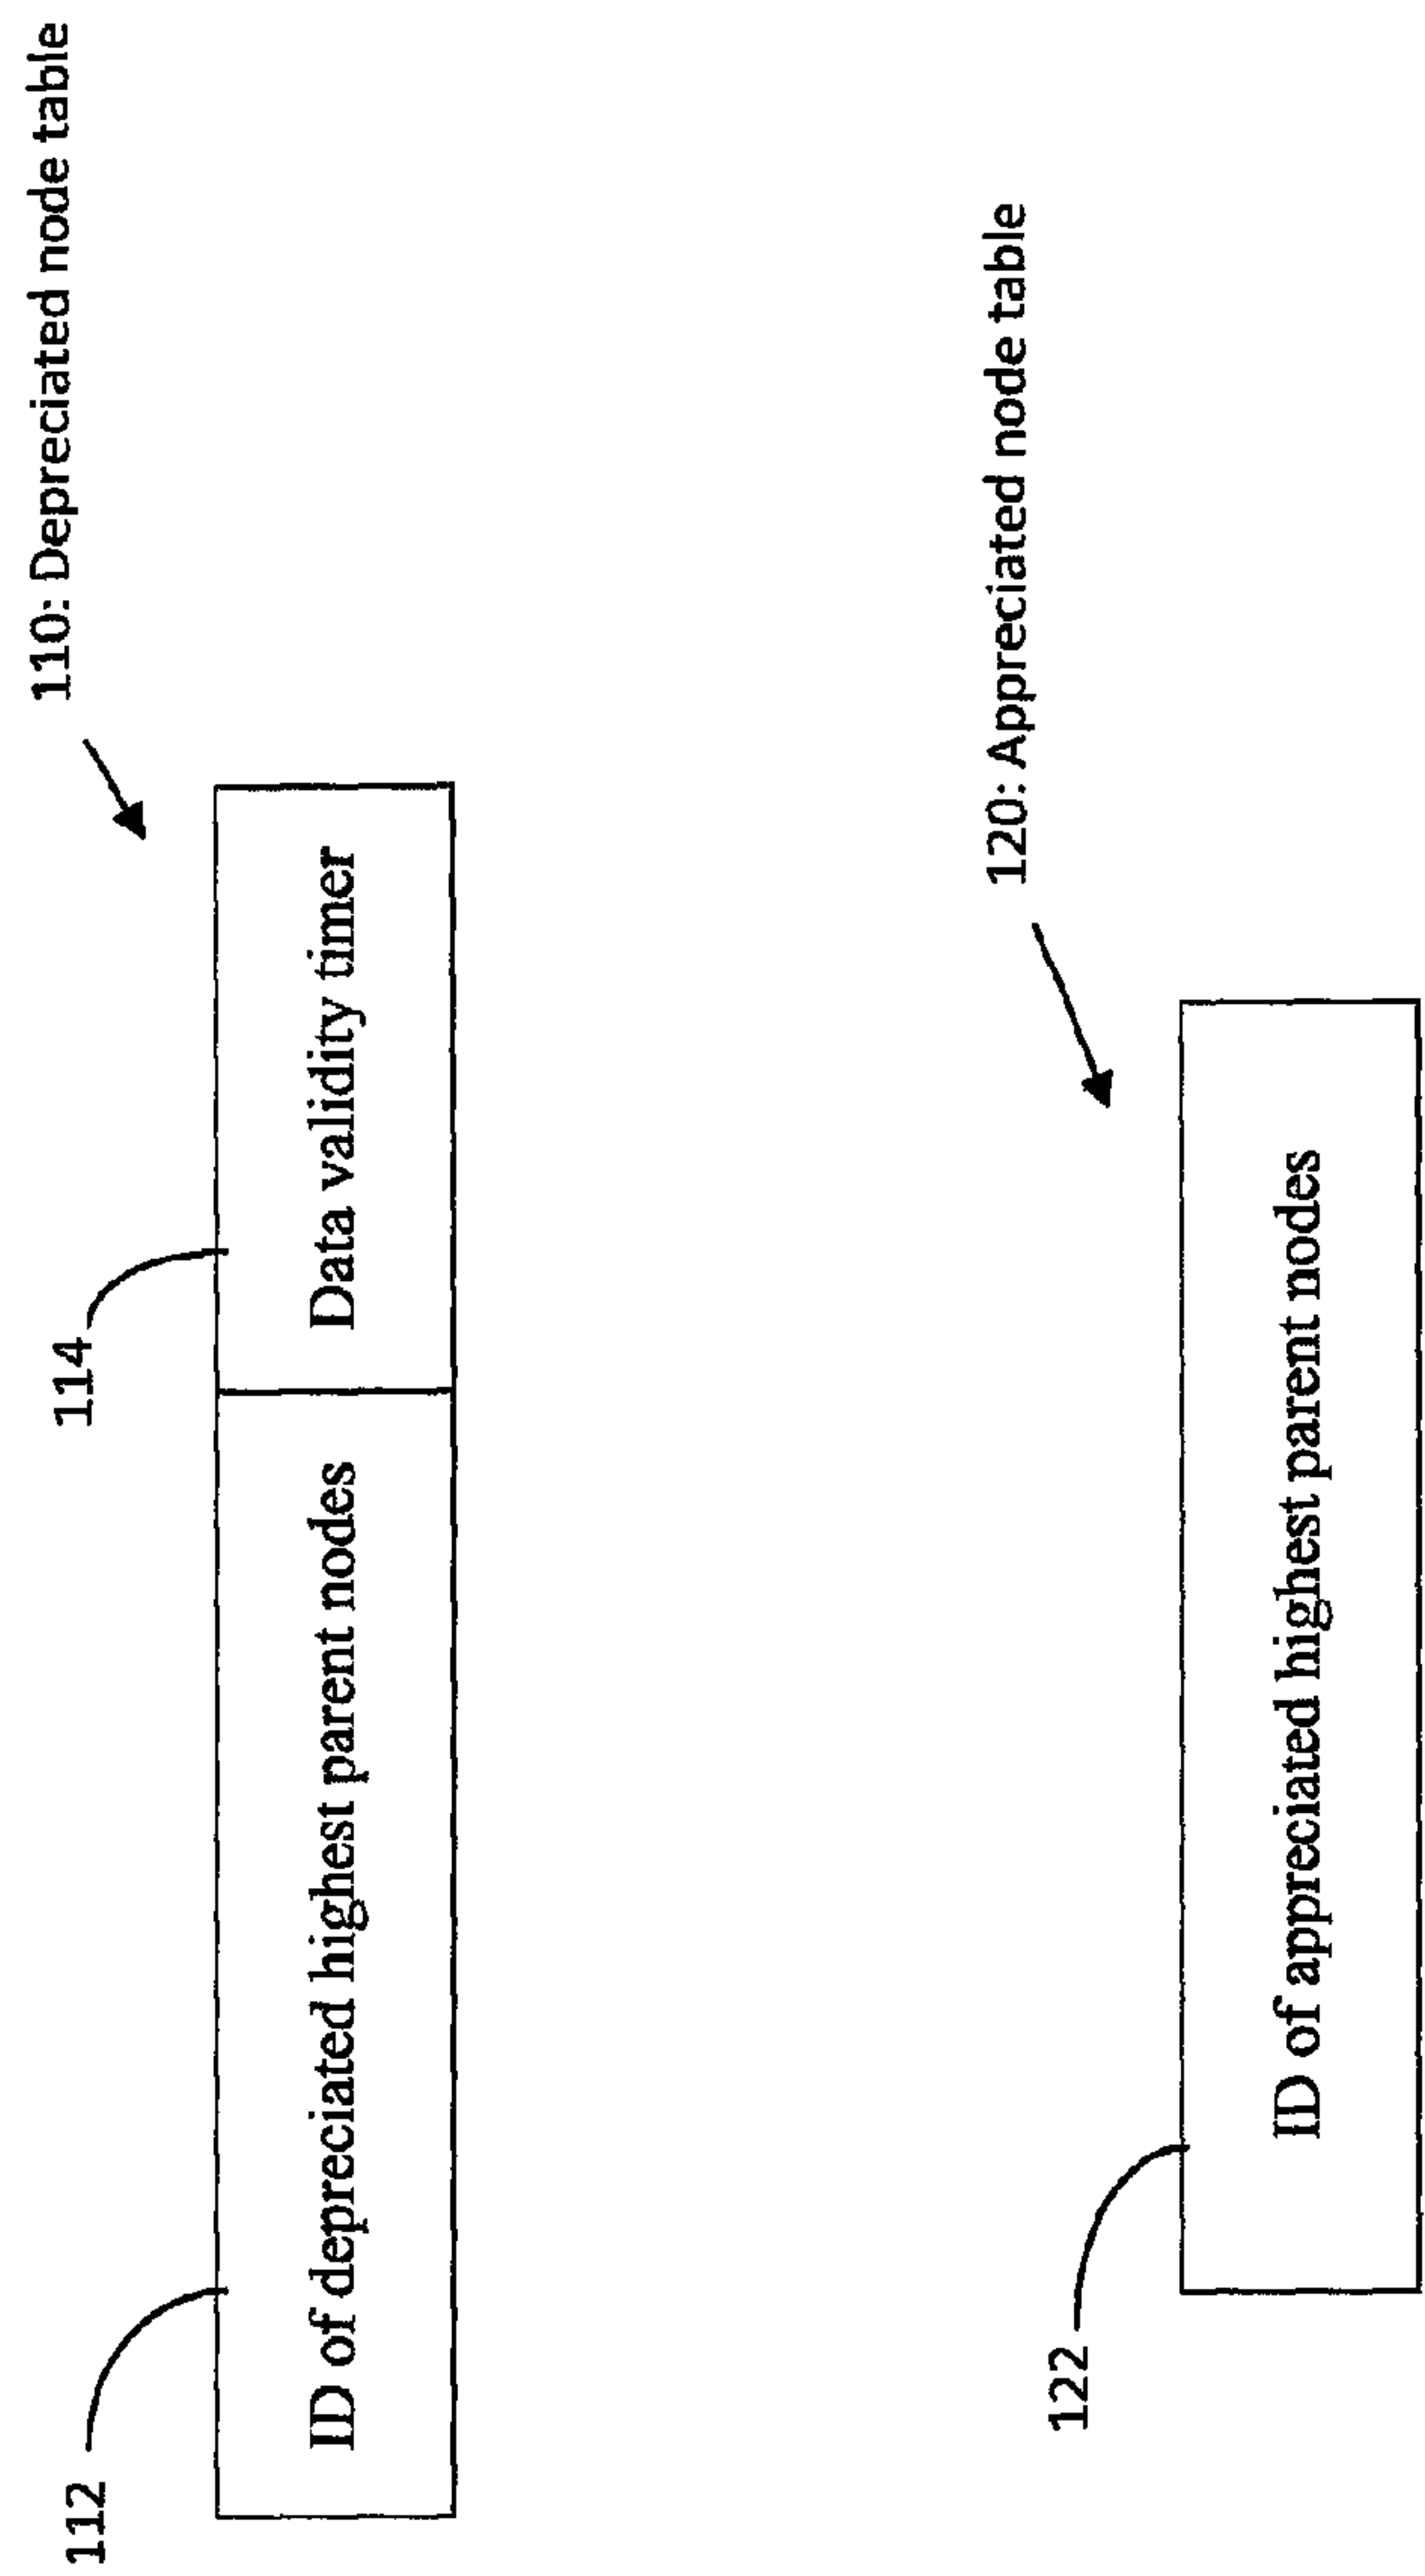 110: Depreciated node table
112
114
ID of depreciated highest parent nodes
Data validity timer
120: Appreciated node table
122
ID of appreciated highest parent nodes